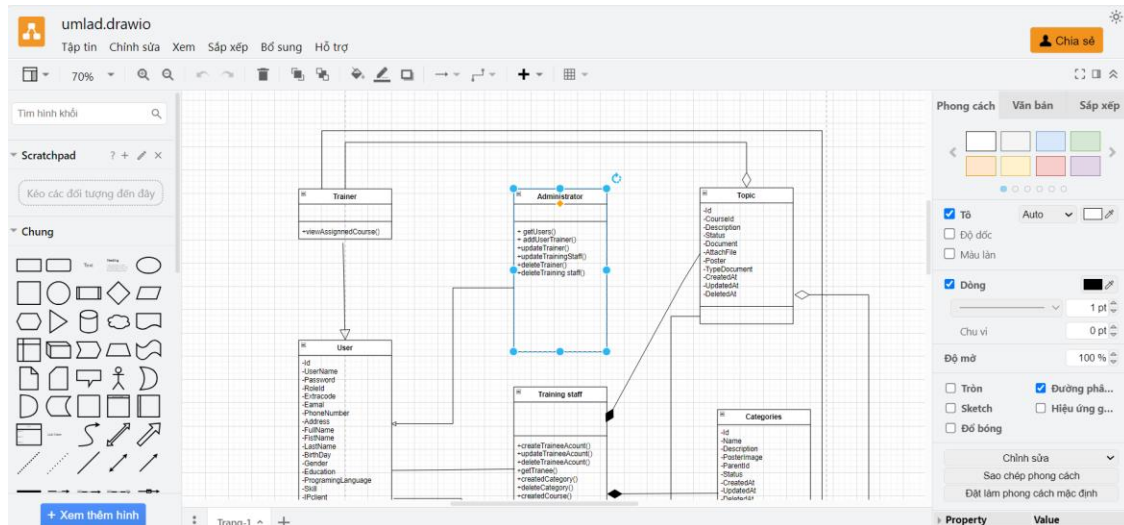 umlad.drawio
Tập tin Chỉnh sửa Xem Sắp xếp Bổ sung Hỗ trợ
Chia sẻ
70%
Tìm hình khối
Scratchpad
? +
Kéo các đối tượng đến đây
Chung
Text
+ Xem thêm hình
Trainer
+viewAssignnedCourse()
Administrator
+ getUsers()
+ addUserTrainer()
+updateTrainer()
+updateTrainingStaff()
+deleteTrainer()
+deleteTraining staff()
Topic
-Id
-CourseId
-Description
-Status
-Document
-AttachFile
-Poster
-TypeDocument
-CreatedAt
-UpdatedAt
-DeletedAt
User
-Id
-UserName
-Password
-RoleId
-Extracode
-Eamal
-PhoneNumber
-Address
-FullName
-FistName
-LastName
-BirthDay
-Gender
-Education
-ProgramingLanguage
-Skill
-IPclient
Training staff
+createTraineeAcount()
+updateTraineeAcount()
+deleteTraineeAcount()
+getTranee()
+createdCategory()
+deleteCategory()
+createdCourse()
Categories
-Id
-Name
-Description
-PosterImage
-ParentId
-Status
-CreatedAt
-UpdatedAt
-DeletedAt
Trang-1
Phong cách Văn bản Sắp xếp
Tô Auto
Độ dốc
Màu làn
Dòng
1 pt
Chu vi 0 pt
Độ mờ 100 %
Tròn Đường phâ...
Sketch Hiệu ứng g...
Đổ bóng
Chỉnh sửa
Sao chép phong cách
Đặt làm phong cách mặc định
Property Value